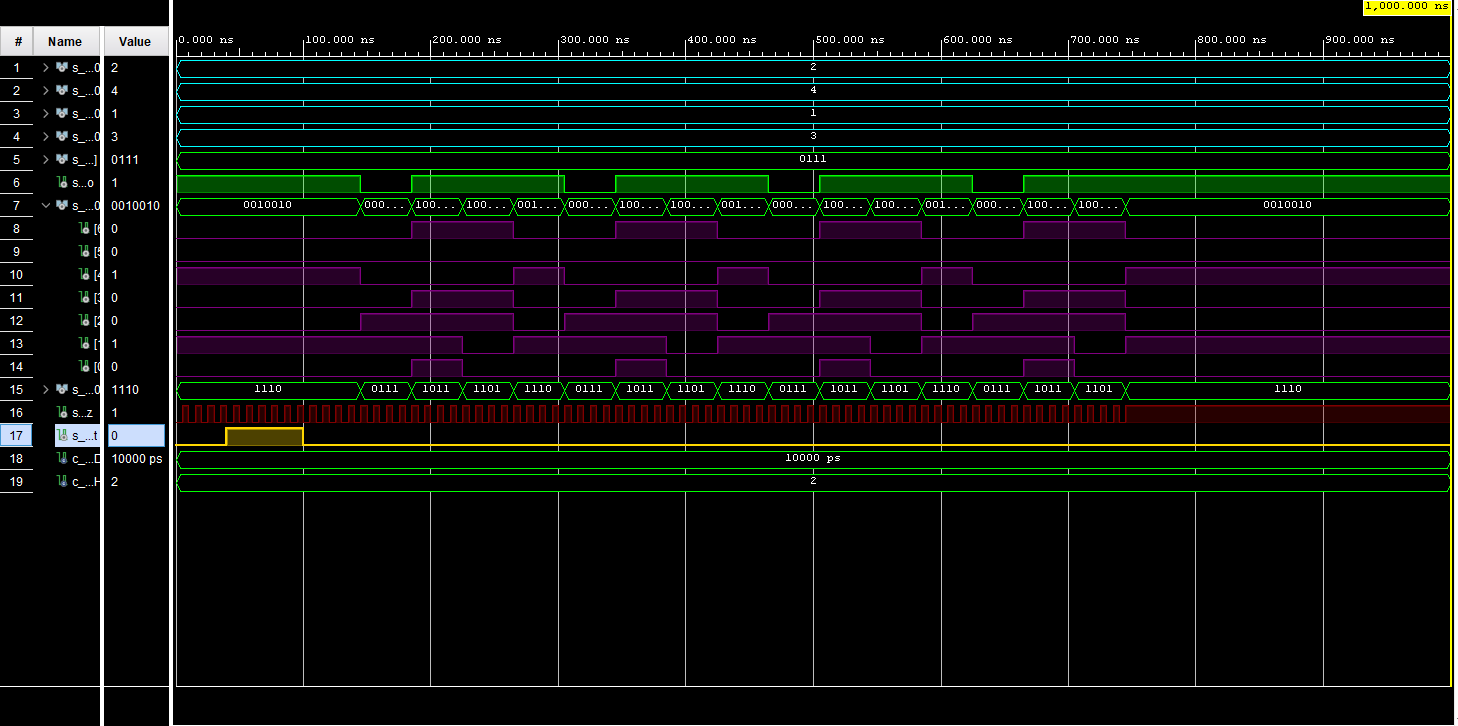 1,000.000 ns
# Name Value 0.000 ns 100.000 ns 200.000 ns 300.000 ns 400.000 ns 500.000 ns 600.000 ns 700.000 ns 800.000 ns 900.000 ns
1 s_...0 2 2
2 s_...0 4 4
3 s_...0 1 1
4 s_...0 3 3
5 s_...] 0111 0111
6 s...o 1
7 s_...0 0010010 0010010 000... 100... 100... 001... 000... 100... 100... 001... 000... 100... 100... 001... 000... 100... 100... 0010010
8 [6 0
9 [5 0
10 [4 1
11 [3 0
12 [2 0
13 [1 1
14 [0 0
15 s_...0 1110 1110 0111 1011 1101 1110 0111 1011 1101 1110 0111 1011 1101 1110 0111 1011 1101 1110
16 s...z 1
17 s_...t 0
18 c_...D 10000 ps 10000 ps
19 c_...H 2 2